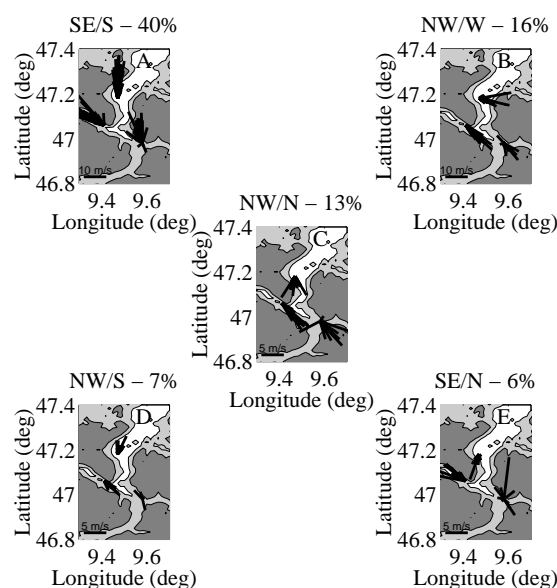 SE/S – 40%
47.4
47.2
47
46.8
9.4 9.6
Latitude (deg)
Longitude (deg)
A
10 m/s
NW/W – 16%
47.4
47.2
47
46.8
9.4 9.6
Latitude (deg)
Longitude (deg)
B
10 m/s
NW/N – 13%
47.4
47.2
47
46.8
9.4 9.6
Latitude (deg)
Longitude (deg)
C
5 m/s
NW/S – 7%
47.4
47.2
47
46.8
9.4 9.6
Latitude (deg)
Longitude (deg)
D
5 m/s
SE/N – 6%
47.4
47.2
47
46.8
9.4 9.6
Latitude (deg)
Longitude (deg)
E
5 m/s